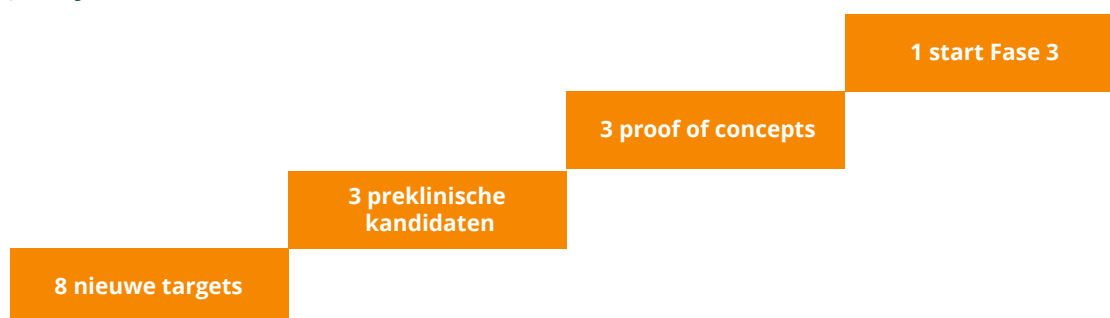 1 start Fase 3
3 proof of concepts
3 preklinische
kandidaten
8 nieuwe targets